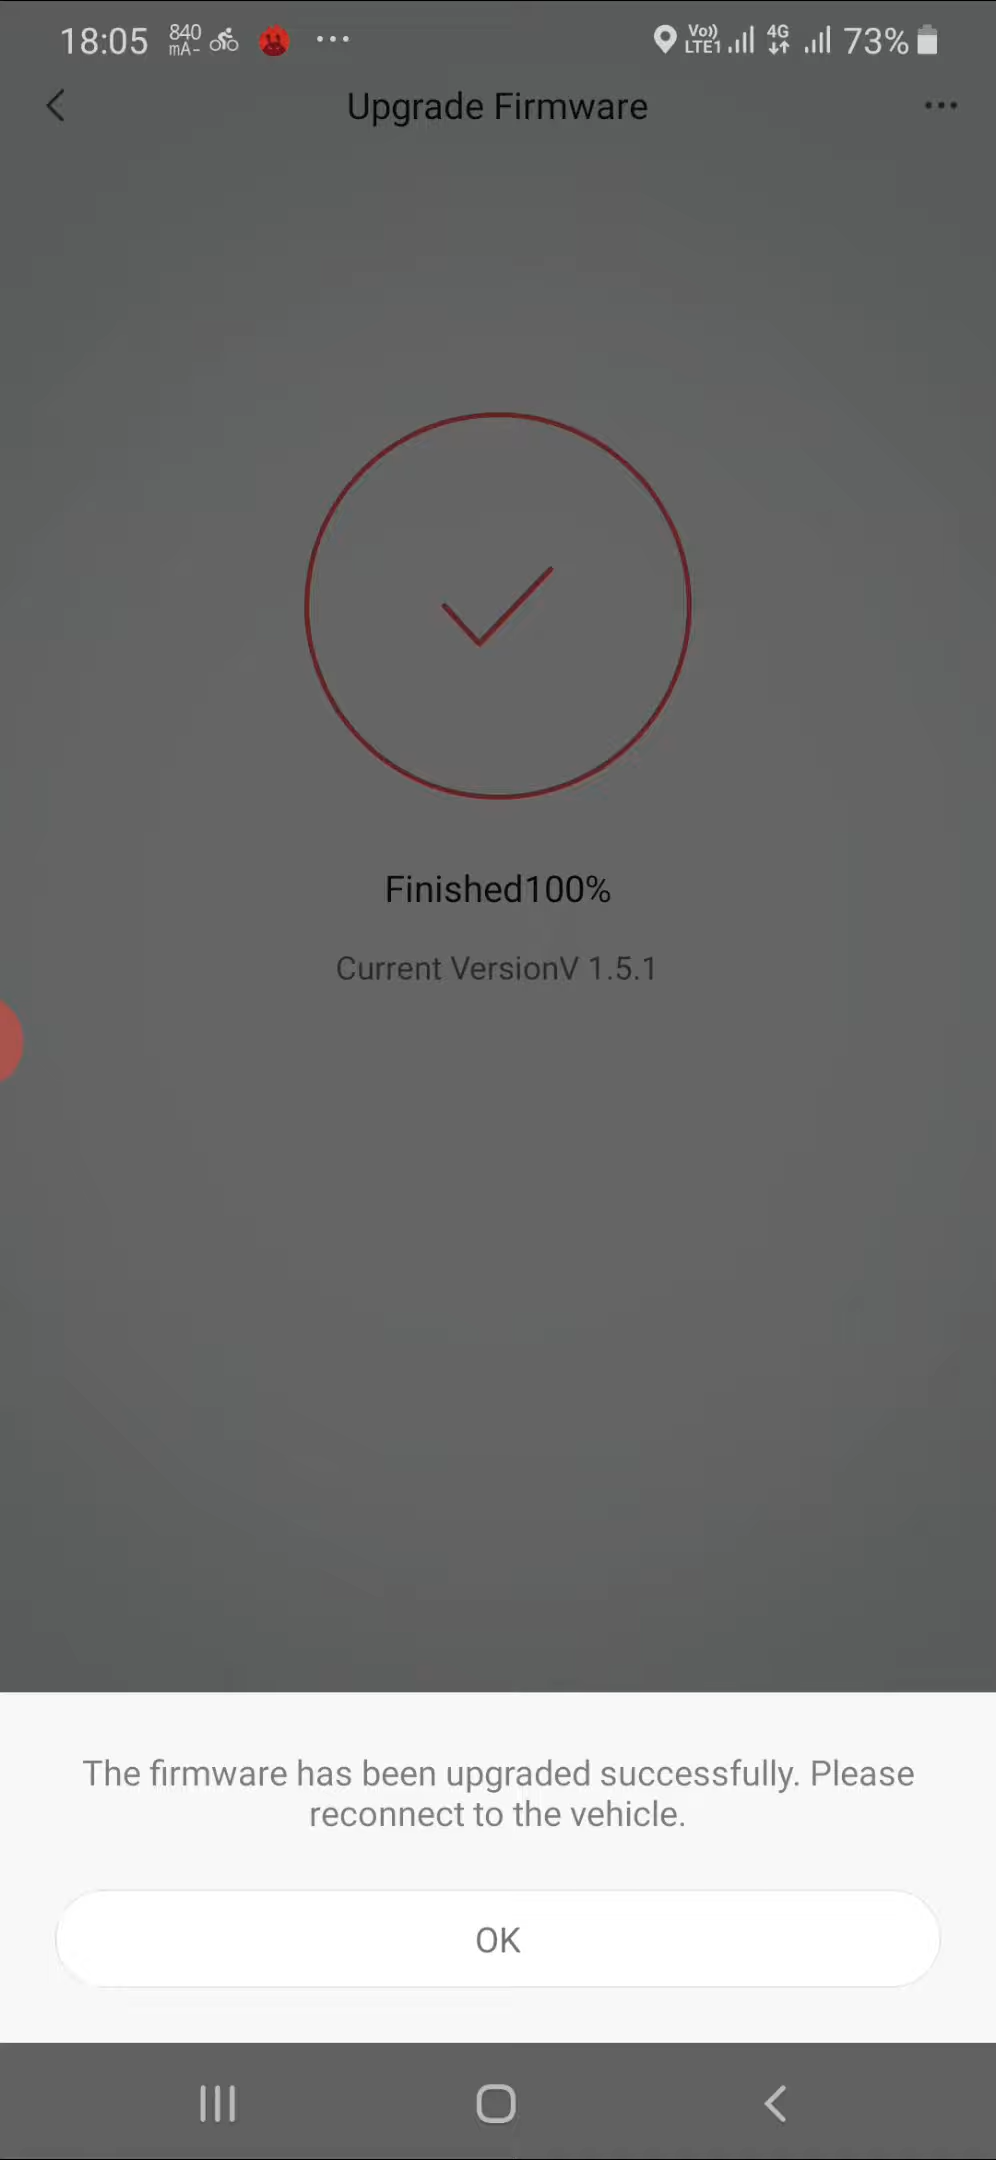 18:05 840 mA- ... Vo)) LTE1 4G 73%
Upgrade Firmware
Finished100%
Current VersionV 1.5.1
The firmware has been upgraded successfully. Please
reconnect to the vehicle.
OK